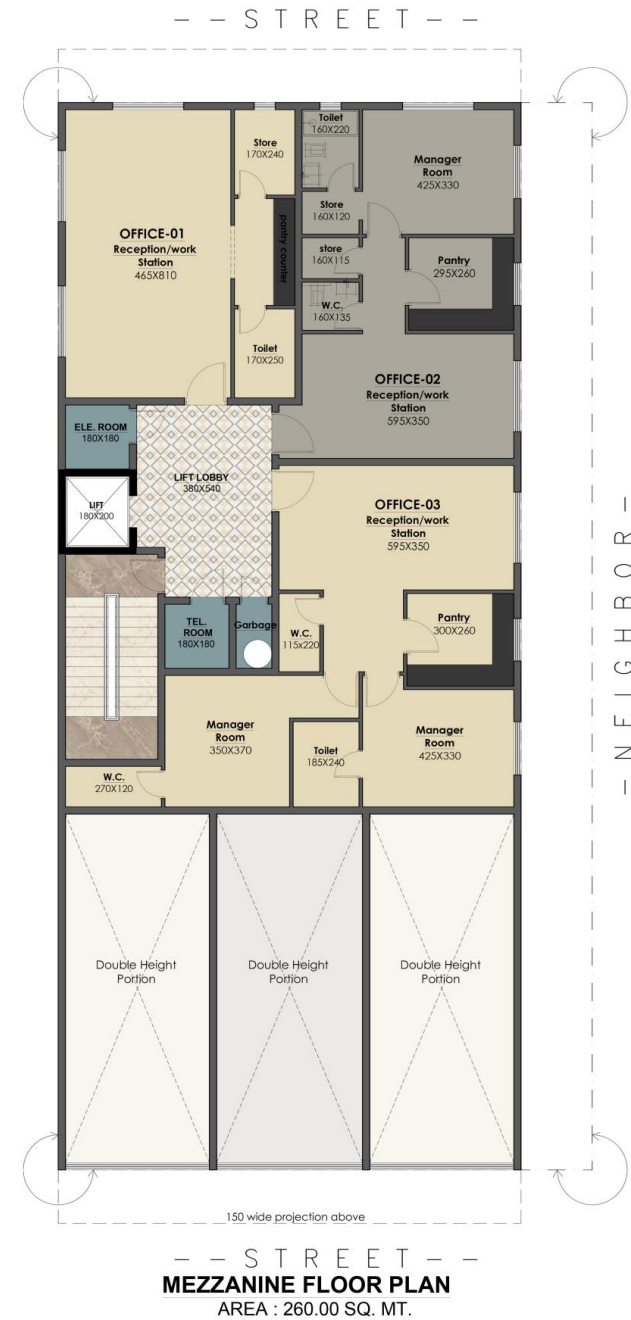 – – S T R E E T – –
Toilet
160X220
Store
170X240
Manager
Room
425X330
Store
160X120
OFFICE-01
Reception/work
Station
465X810
pantry counter
store
160X115
Pantry
295X260
W.C.
160X135
Toilet
170X250
OFFICE-02
Reception/work
Station
595X350
ELE. ROOM
180X180
LIFT LOBBY
380X540
LIFT
180X200
OFFICE-03
Reception/work
Station
595X350
– N E I G H B O R –
TEL.
ROOM
180X180
Garbage
W.C.
115x220
Pantry
300X260
Manager
Room
350X370
Toilet
185X240
Manager
Room
425X330
W.C.
270X120
Double Height
Portion
Double Height
Portion
Double Height
Portion
150 wide projection above
– – S T R E E T – –
MEZZANINE FLOOR PLAN
AREA : 260.00 SQ. MT.